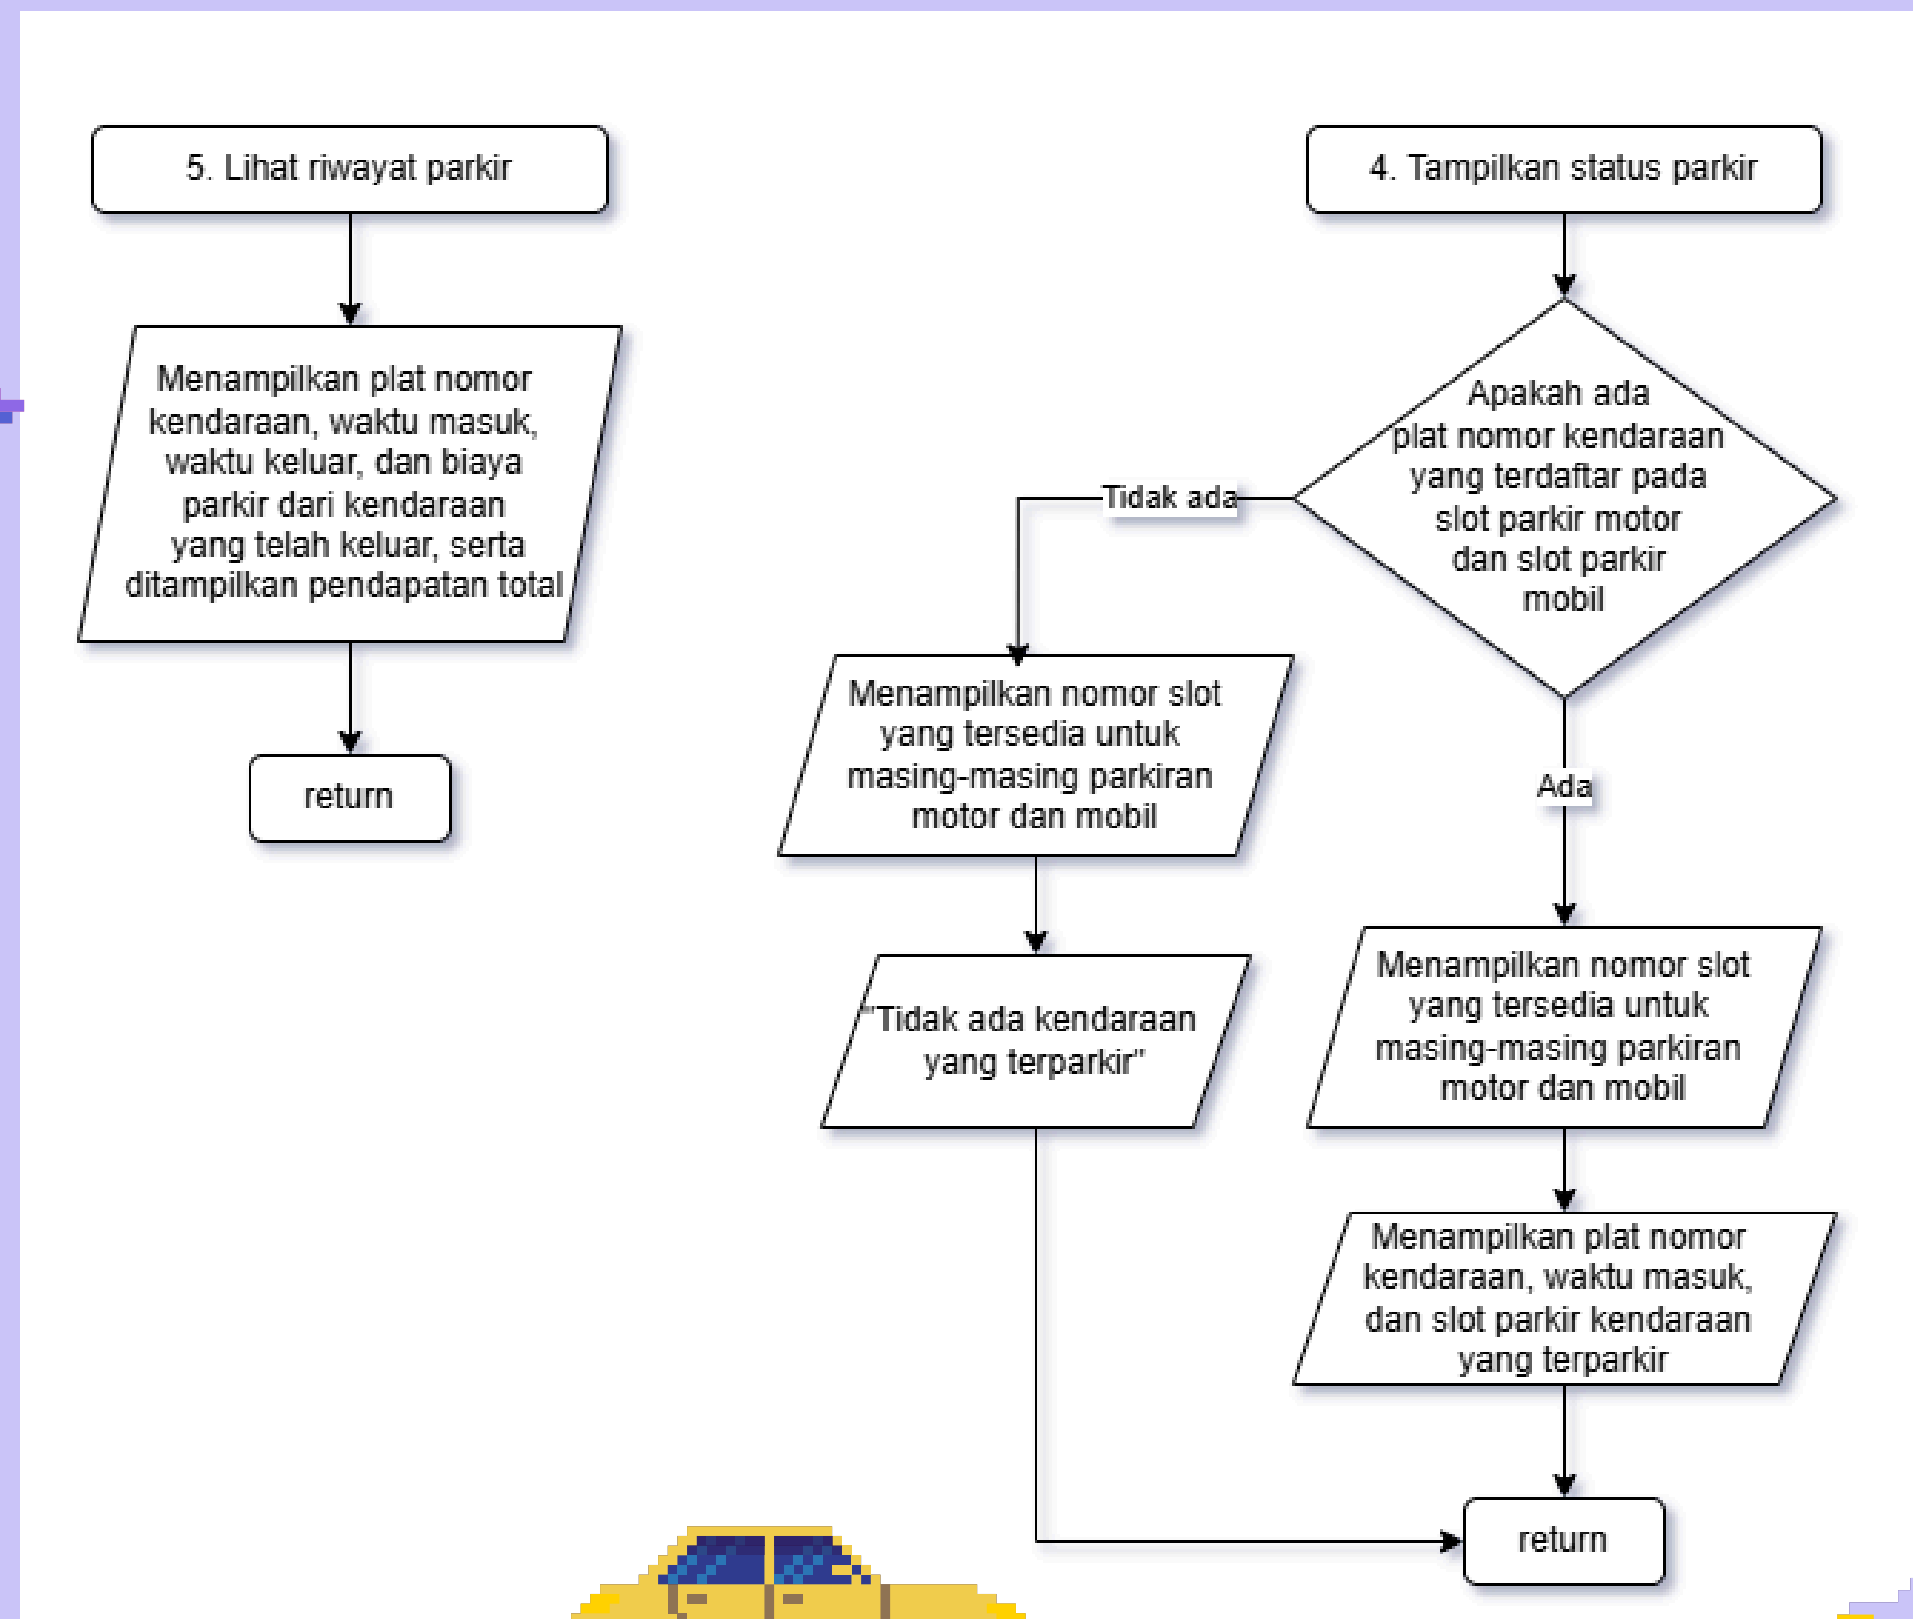 5. Lihat riwayat parkir
Menampilkan plat nomor
kendaraan, waktu masuk,
waktu keluar, dan biaya
parkir dari kendaraan
yang telah keluar, serta
ditampilkan pendapatan total
return
4. Tampilkan status parkir
Apakah ada
plat nomor kendaraan
yang terdaftar pada
slot parkir motor
dan slot parkir
mobil
Tidak ada
Menampilkan nomor slot
yang tersedia untuk
masing-masing parkiran
motor dan mobil
"Tidak ada kendaraan
yang terparkir"
Ada
Menampilkan nomor slot
yang tersedia untuk
masing-masing parkiran
motor dan mobil
Menampilkan plat nomor
kendaraan, waktu masuk,
dan slot parkir kendaraan
yang terparkir
return